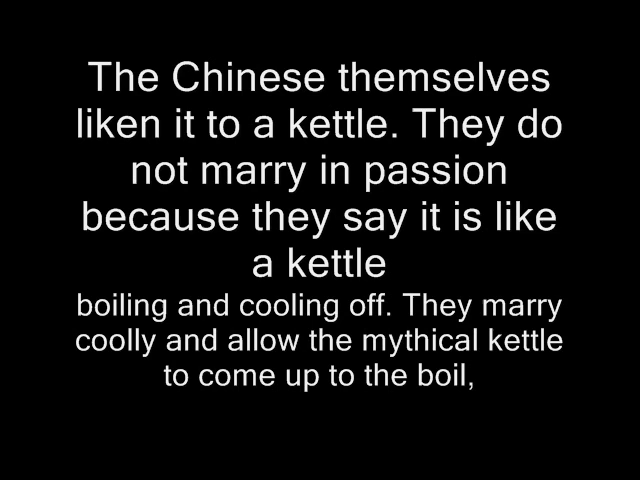 The Chinese themselves
liken it to a kettle. They do
not marry in passion
because they say it is like
a kettle
boiling and cooling off. They marry
coolly and allow the mythical kettle
to come up to the boil,